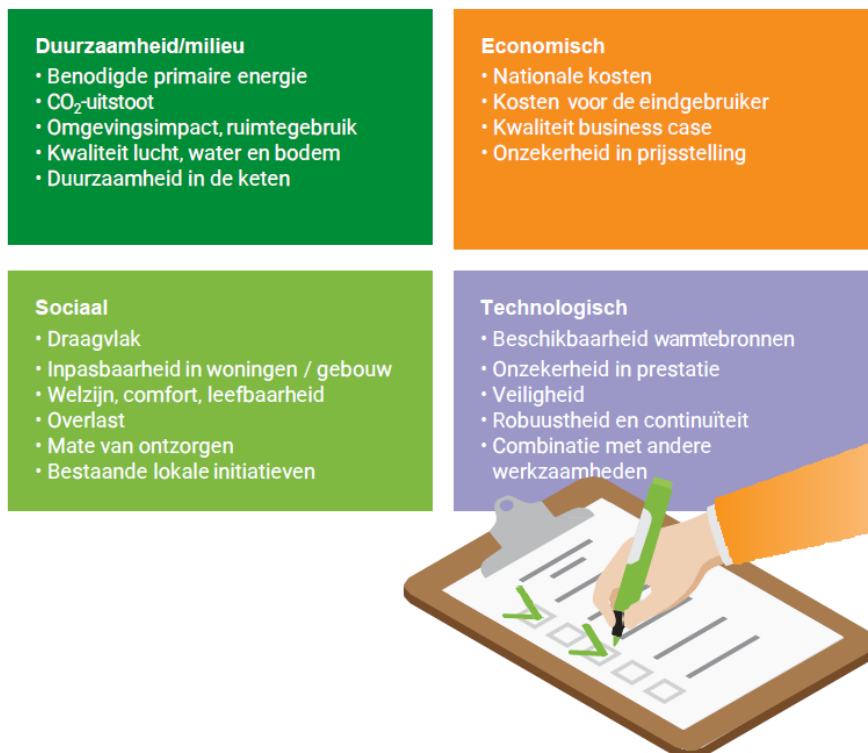 Duurzaamheid/milieu
• Benodigde primaire energie
• CO₂-uitstoot
• Omgevingsimpact, ruimtegebruik
• Kwaliteit lucht, water en bodem
• Duurzaamheid in de keten
Economisch
• Nationale kosten
• Kosten voor de eindgebruiker
• Kwaliteit business case
• Onzekerheid in prijsstelling
Sociaal
• Draagvlak
• Inpasbaarheid in woningen / gebouw
• Welzijn, comfort, leefbaarheid
• Overlast
• Mate van ontzorgen
• Bestaande lokale initiatieven
Technologisch
• Beschikbaarheid warmtebronnen
• Onzekerheid in prestatie
• Veiligheid
• Robuustheid en continuïteit
• Combinatie met andere
werkzaamheden